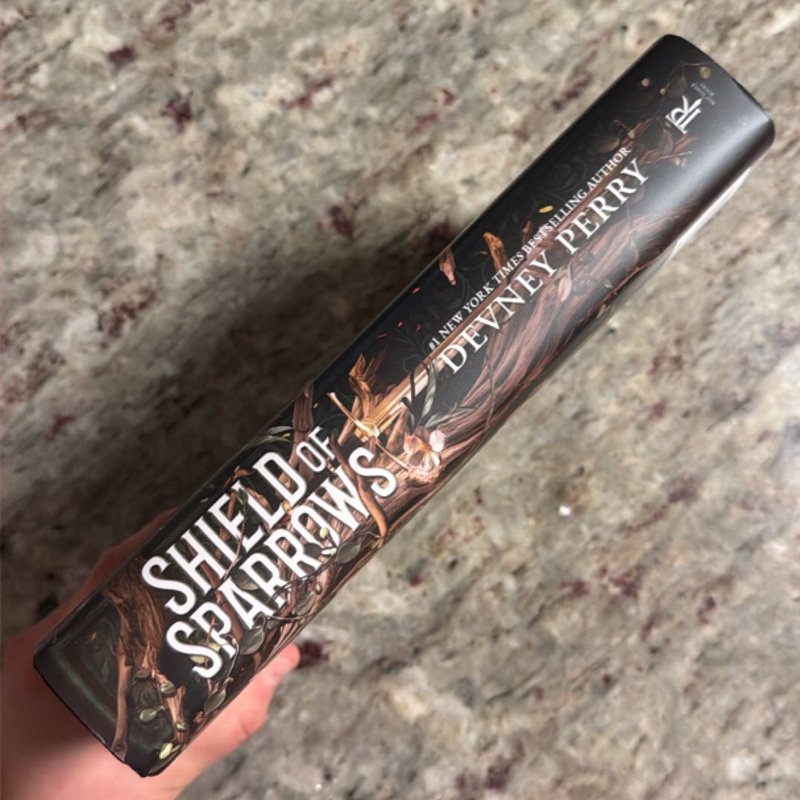 SHIELD OF
SPARROWS
#1 NEW YORK TIMES BESTSELLING AUTHOR
DEVNEY PERRY